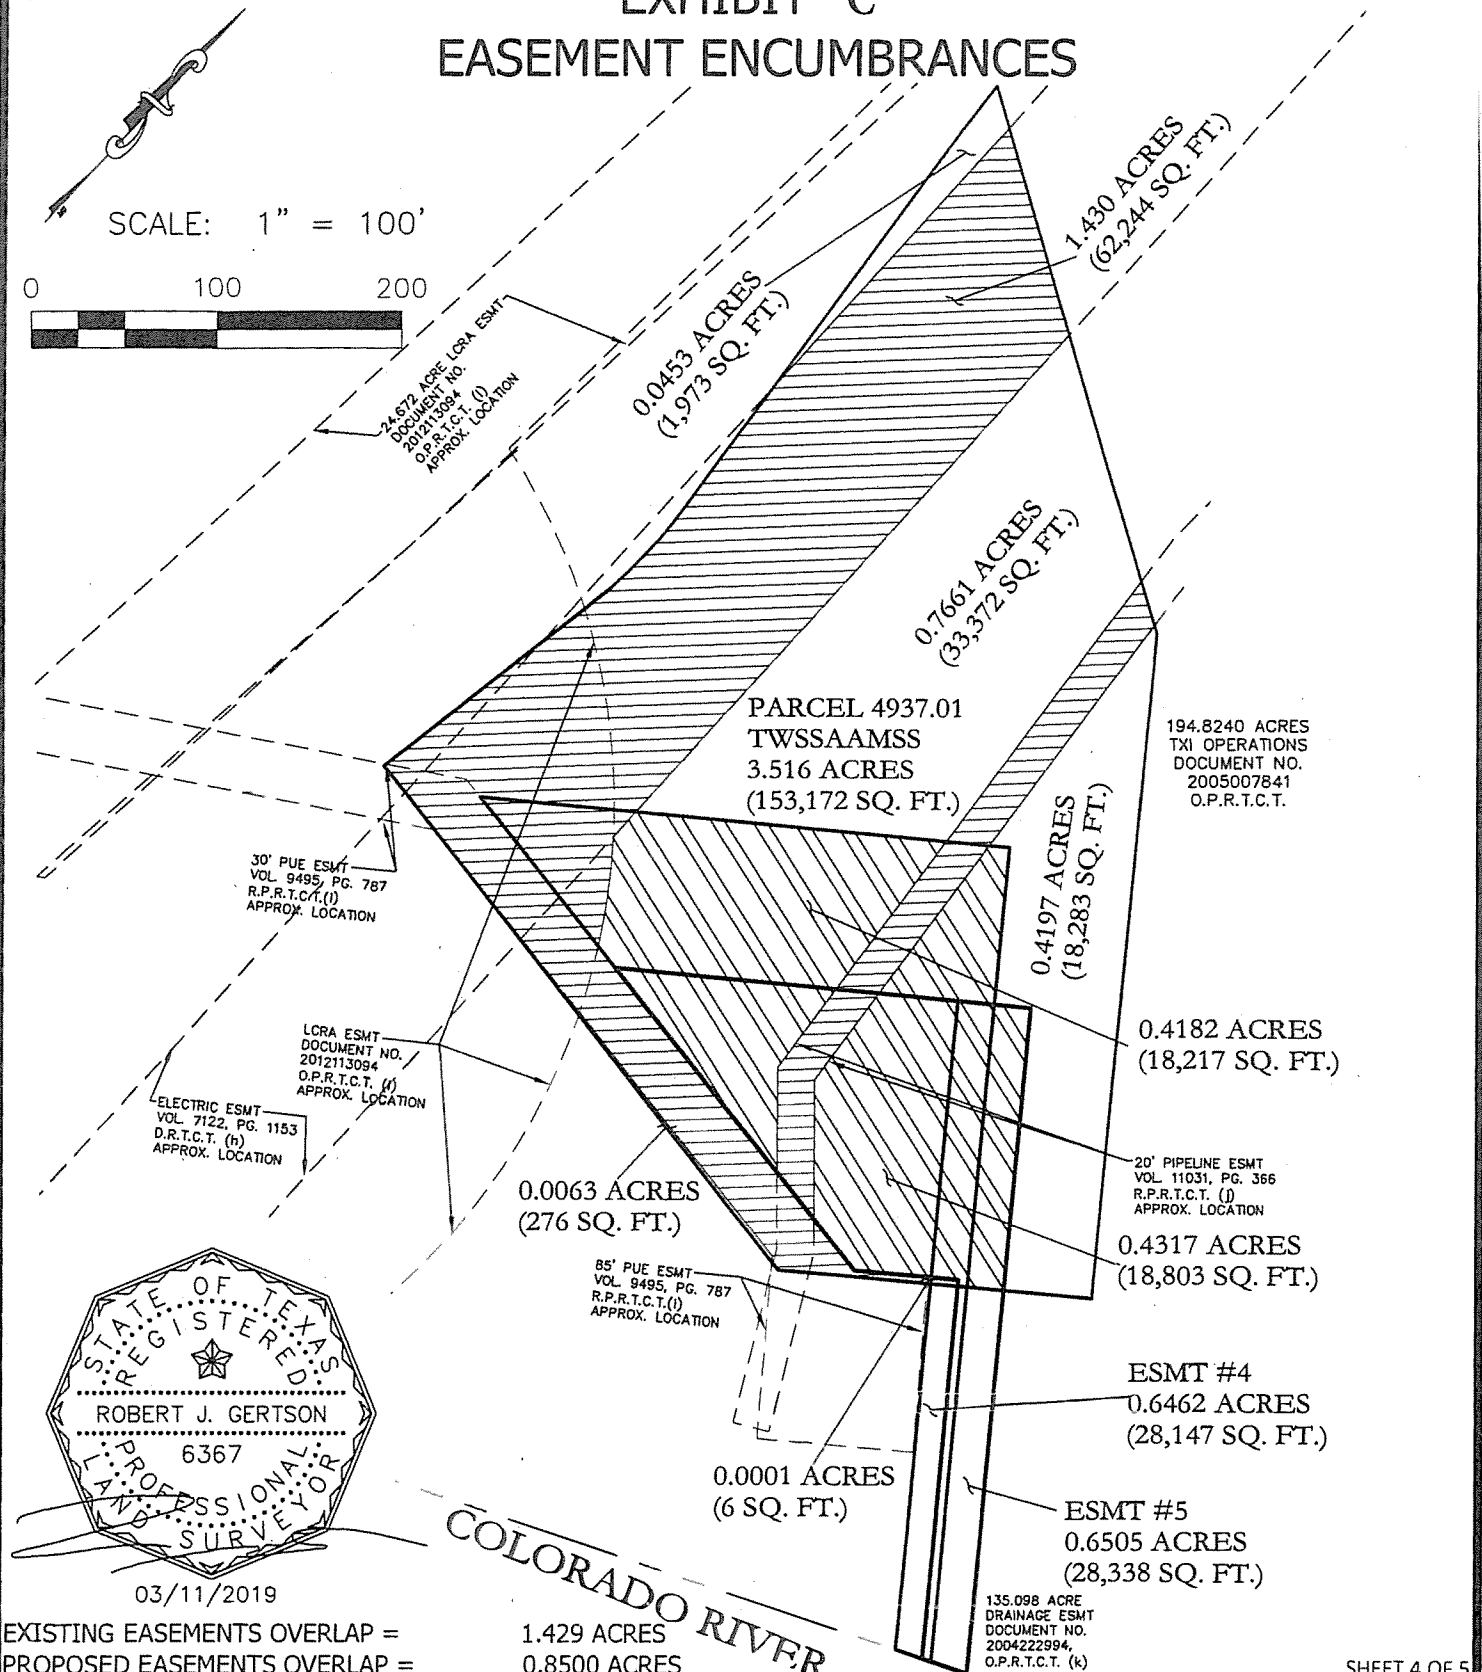 EXHIBIT "C"
EASEMENT ENCUMBRANCES
SCALE: 1" = 100'
0 100 200
1.430 ACRES
(62,244 SQ. FT.)
0.0453 ACRES
(1,973 SQ. FT.)
24.672 ACRE LCRA ESMT
DOCUMENT NO.
2012113094
O.P.R.T.C.T. (l)
APPROX. LOCATION
0.7661 ACRES
(33,372 SQ. FT.)
PARCEL 4937.01
TWSSAAMSS
3.516 ACRES
(153,172 SQ. FT.)
194.8240 ACRES
TXI OPERATIONS
DOCUMENT NO.
2005007841
O.P.R.T.C.T.
0.4197 ACRES
(18,283 SQ. FT.)
30' PUE ESMT
VOL. 9495, PG. 787
R.P.R.T.C.T.(i)
APPROX. LOCATION
LCRA ESMT
DOCUMENT NO.
2012113094
O.P.R.T.C.T. (l)
APPROX. LOCATION
0.4182 ACRES
(18,217 SQ. FT.)
ELECTRIC ESMT
VOL. 7122, PG. 1153
D.R.T.C.T. (h)
APPROX. LOCATION
20' PIPELINE ESMT
VOL. 11031, PG. 366
R.P.R.T.C.T. (j)
APPROX. LOCATION
0.0063 ACRES
(276 SQ. FT.)
0.4317 ACRES
(18,803 SQ. FT.)
85' PUE ESMT
VOL. 9495, PG. 787
R.P.R.T.C.T.(i)
APPROX. LOCATION
STATE OF TEXAS
REGISTERED
ROBERT J. GERTSON
6367
PROFESSIONAL
LAND SURVEYOR
03/11/2019
ESMT #4
0.6462 ACRES
(28,147 SQ. FT.)
0.0001 ACRES
(6 SQ. FT.)
ESMT #5
0.6505 ACRES
(28,338 SQ. FT.)
COLORADO RIVER
135.098 ACRE
DRAINAGE ESMT
DOCUMENT NO.
2004222994,
O.P.R.T.C.T. (k)
EXISTING EASEMENTS OVERLAP = 1.429 ACRES
PROPOSED EASEMENTS OVERLAP = 0.8500 ACRES
SHEET 4 OF 5